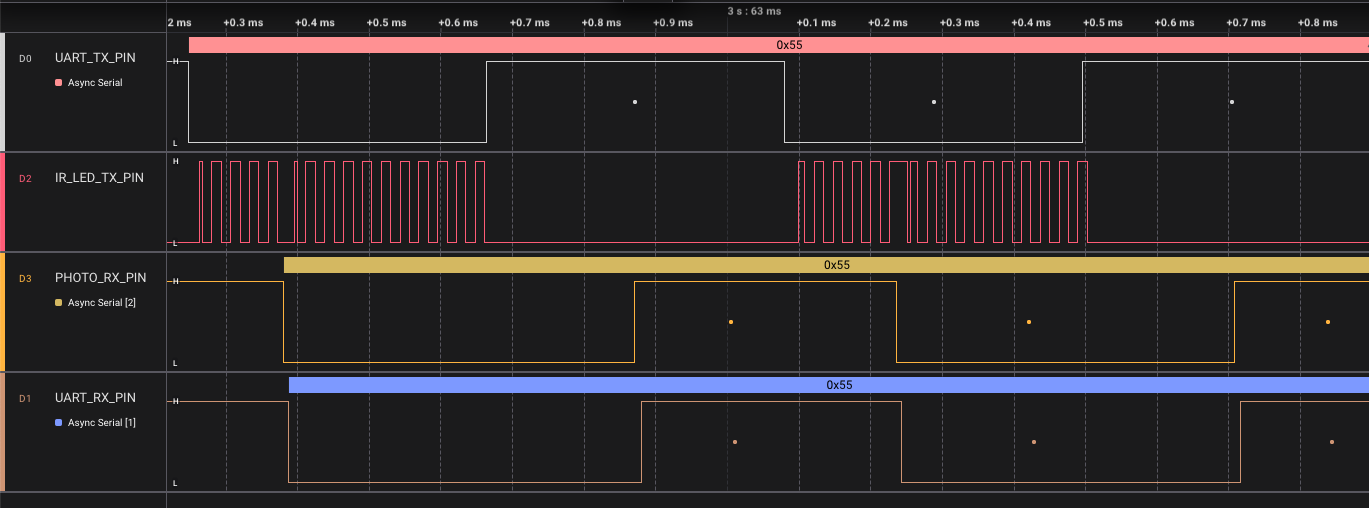 3 s : 63 ms
2 ms +0.3 ms +0.4 ms +0.5 ms +0.6 ms +0.7 ms +0.8 ms +0.9 ms +0.1 ms +0.2 ms +0.3 ms +0.4 ms +0.5 ms +0.6 ms +0.7 ms +0.8 ms
0x55
D0 UART_TX_PIN H
Async Serial
L
H
D2 IR_LED_TX_PIN
L
0x55
D3 PHOTO_RX_PIN H
Async Serial [2]
L
0x55
D1 UART_RX_PIN H
Async Serial [1]
L